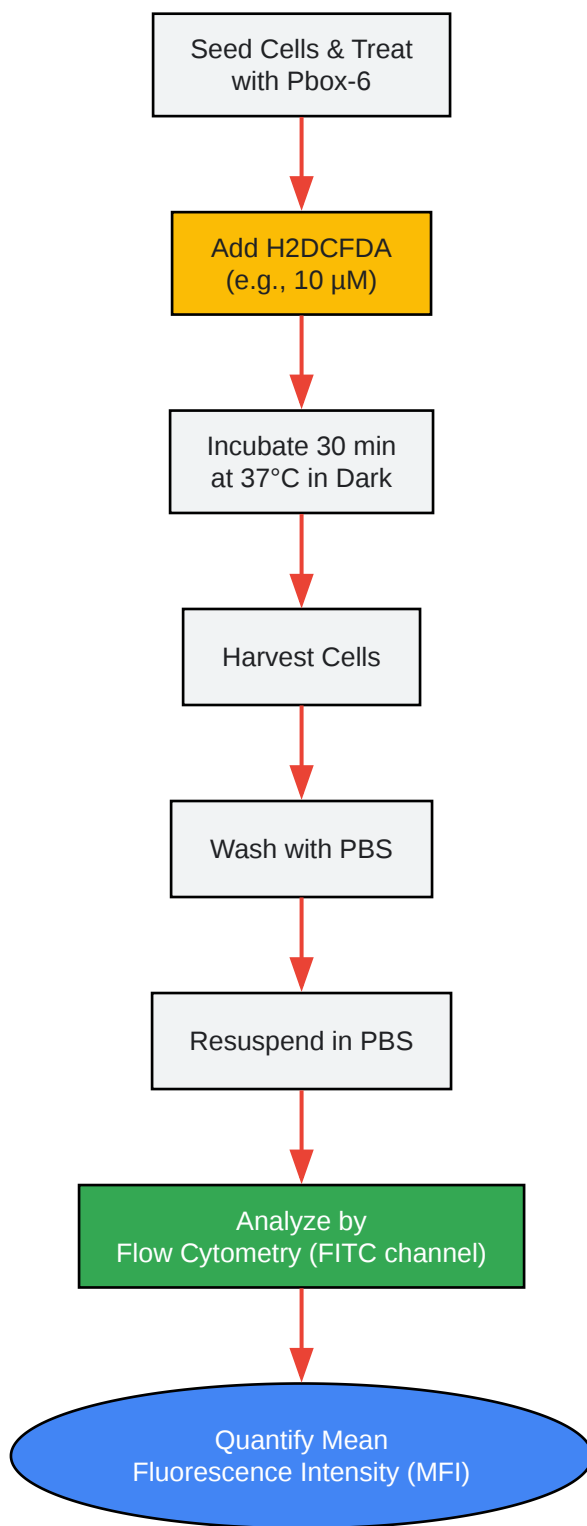 Seed Cells & Treat
with Pbox-6
Add H2DCFDA
(e.g., 10 µM)
Incubate 30 min
at 37°C in Dark
Harvest Cells
Wash with PBS
Resuspend in PBS
Analyze by
Flow Cytometry (FITC channel)
Quantify Mean
Fluorescence Intensity (MFI)